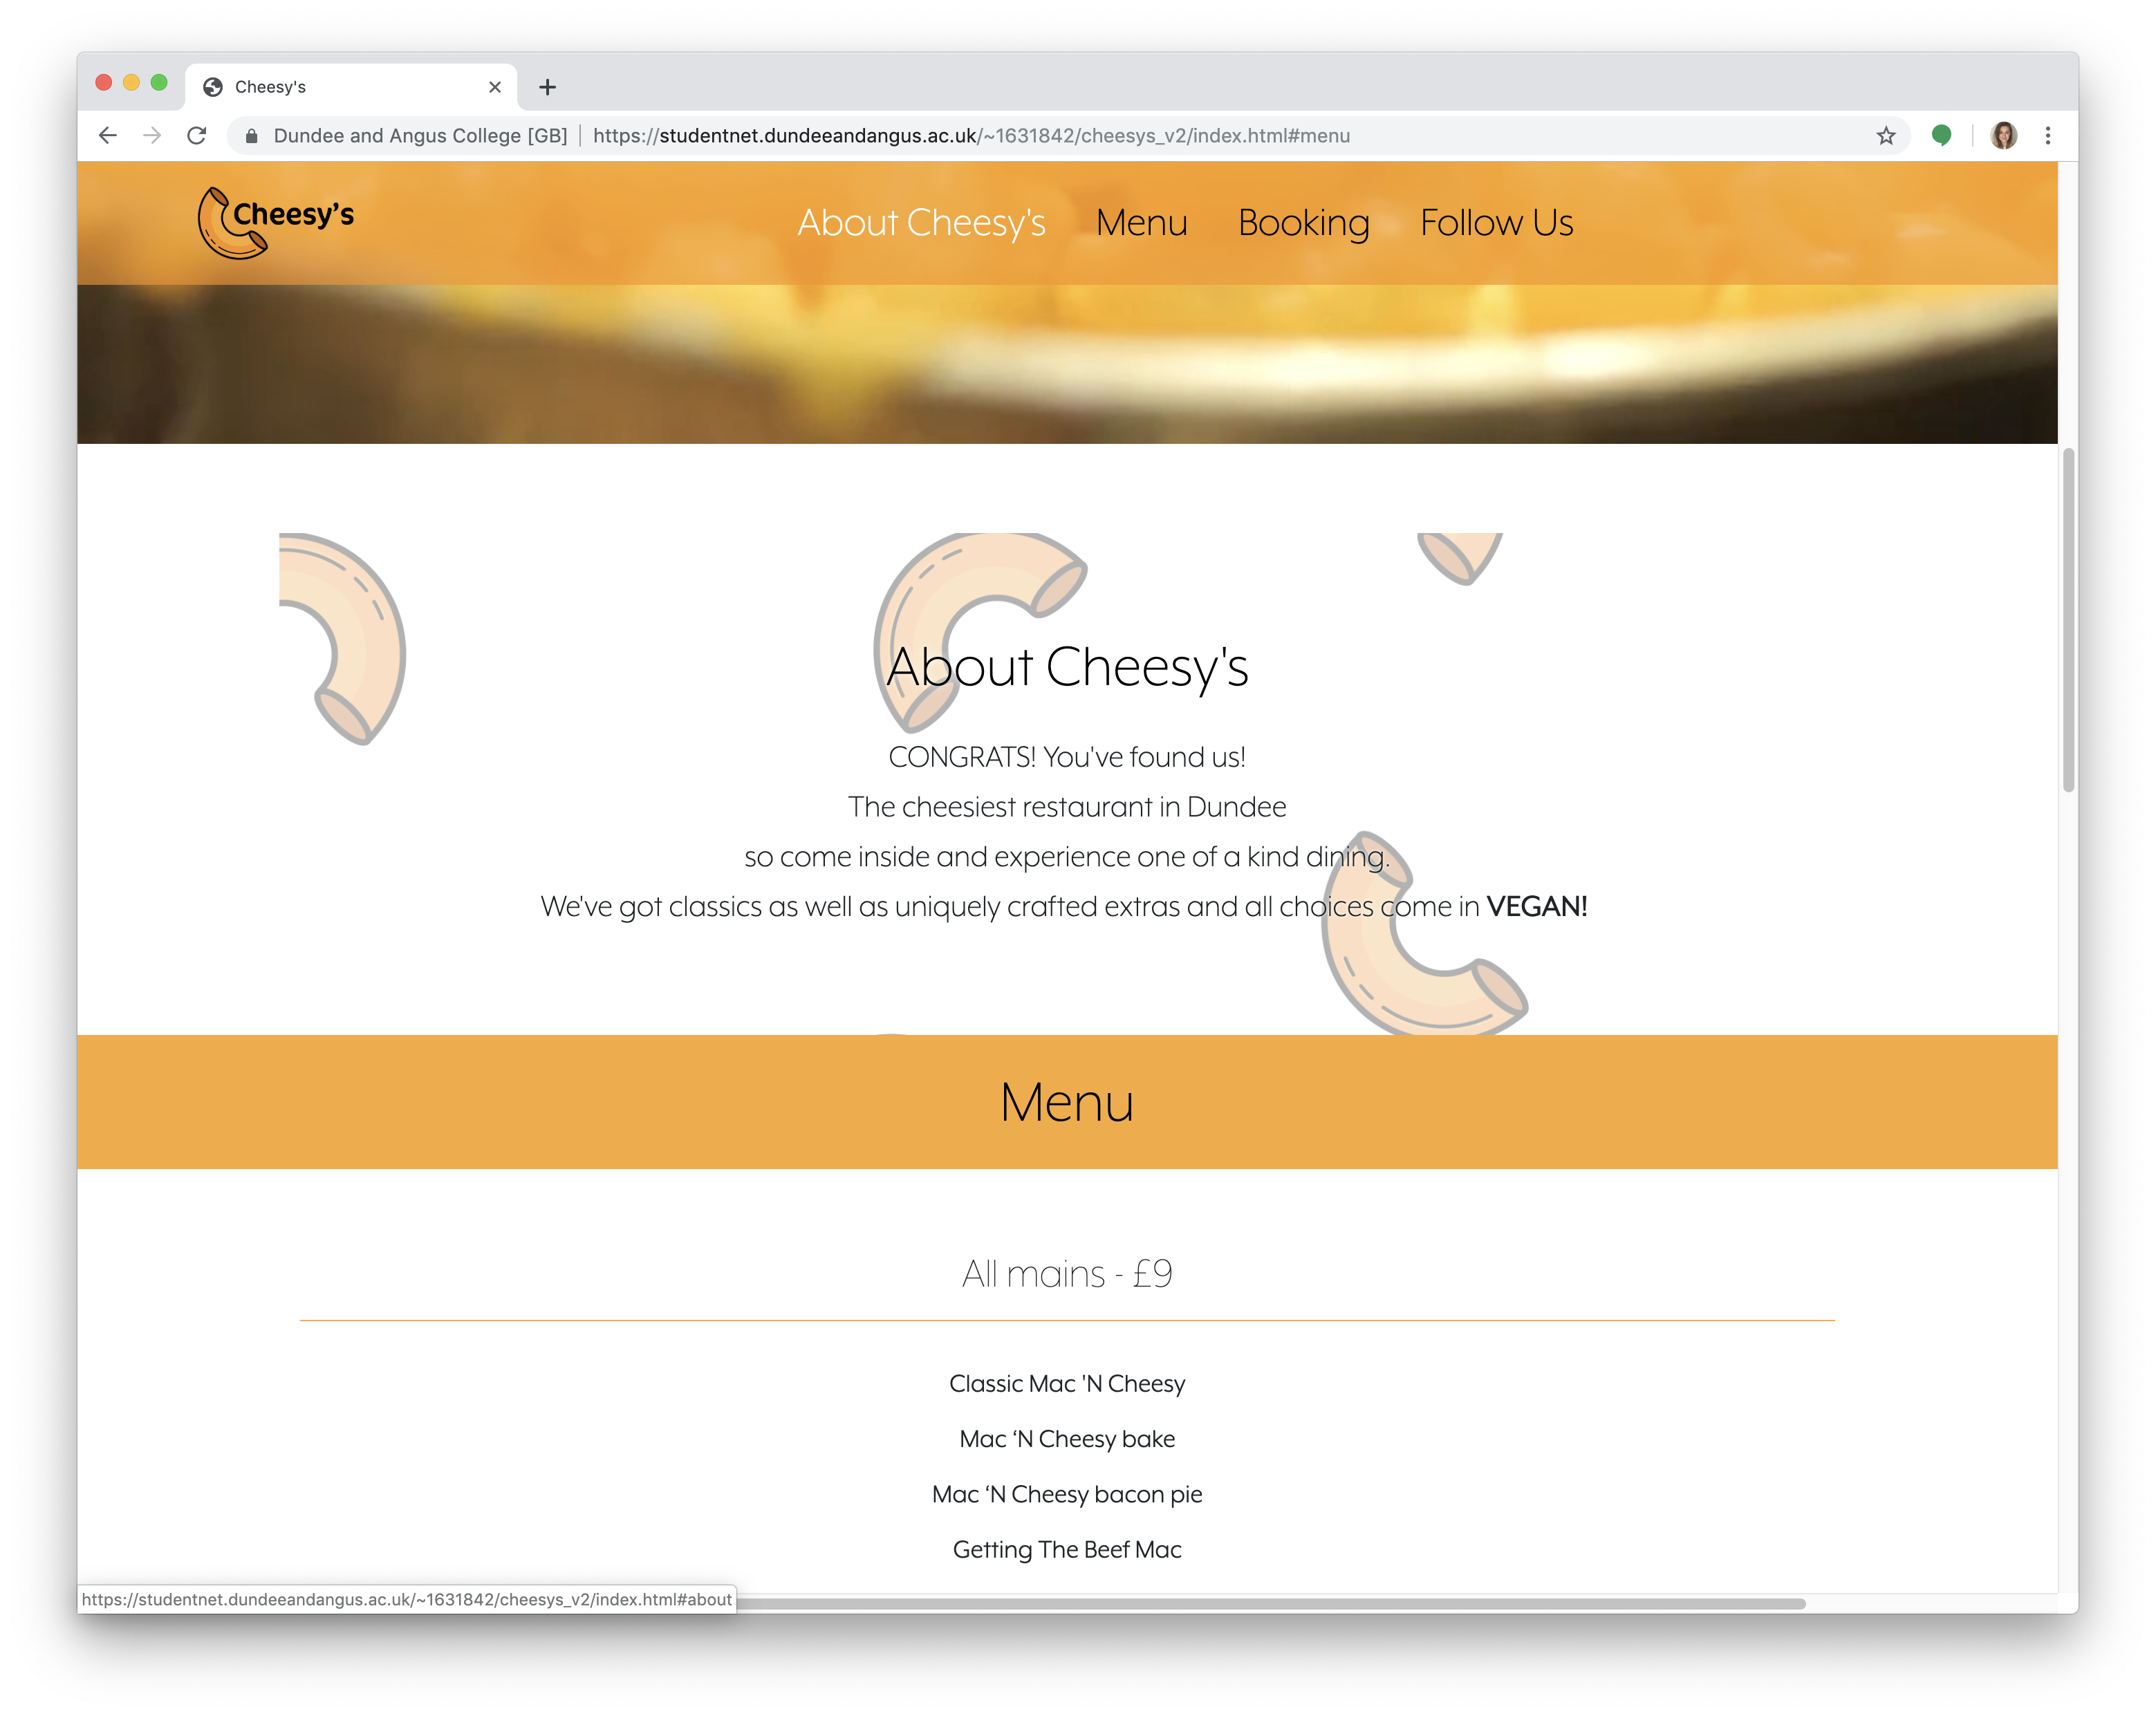 Cheesy's
Dundee and Angus College [GB] https://studentnet.dundeeandangus.ac.uk/~1631842/cheesys_v2/index.html#menu
Cheesy's
About Cheesy's Menu Booking Follow Us
About Cheesy's
CONGRATS! You've found us!
The cheesiest restaurant in Dundee
so come inside and experience one of a kind dining.
We've got classics as well as uniquely crafted extras and all choices come in VEGAN!
Menu
All mains - £9
Classic Mac 'N Cheesy
Mac ‘N Cheesy bake
Mac ‘N Cheesy bacon pie
Getting The Beef Mac
https://studentnet.dundeeandangus.ac.uk/~1631842/cheesys_v2/index.html#about